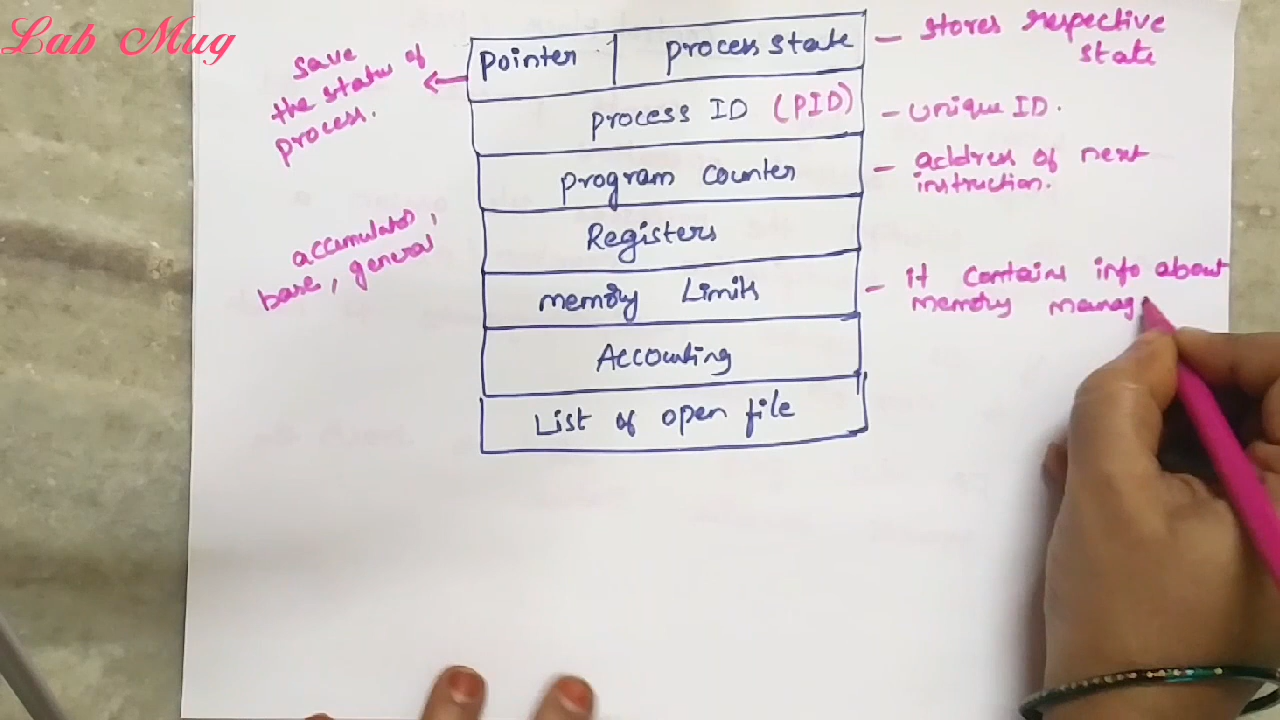 Lab Mug
save
the status of
process.
pointer process state
- stores respective
state
process ID (PID)
- unique ID.
program counter
- address of next
instruction.
accumulator,
base, general
Registers
memory Limits
- it contains info about
memory manag
Accounting
List of open file